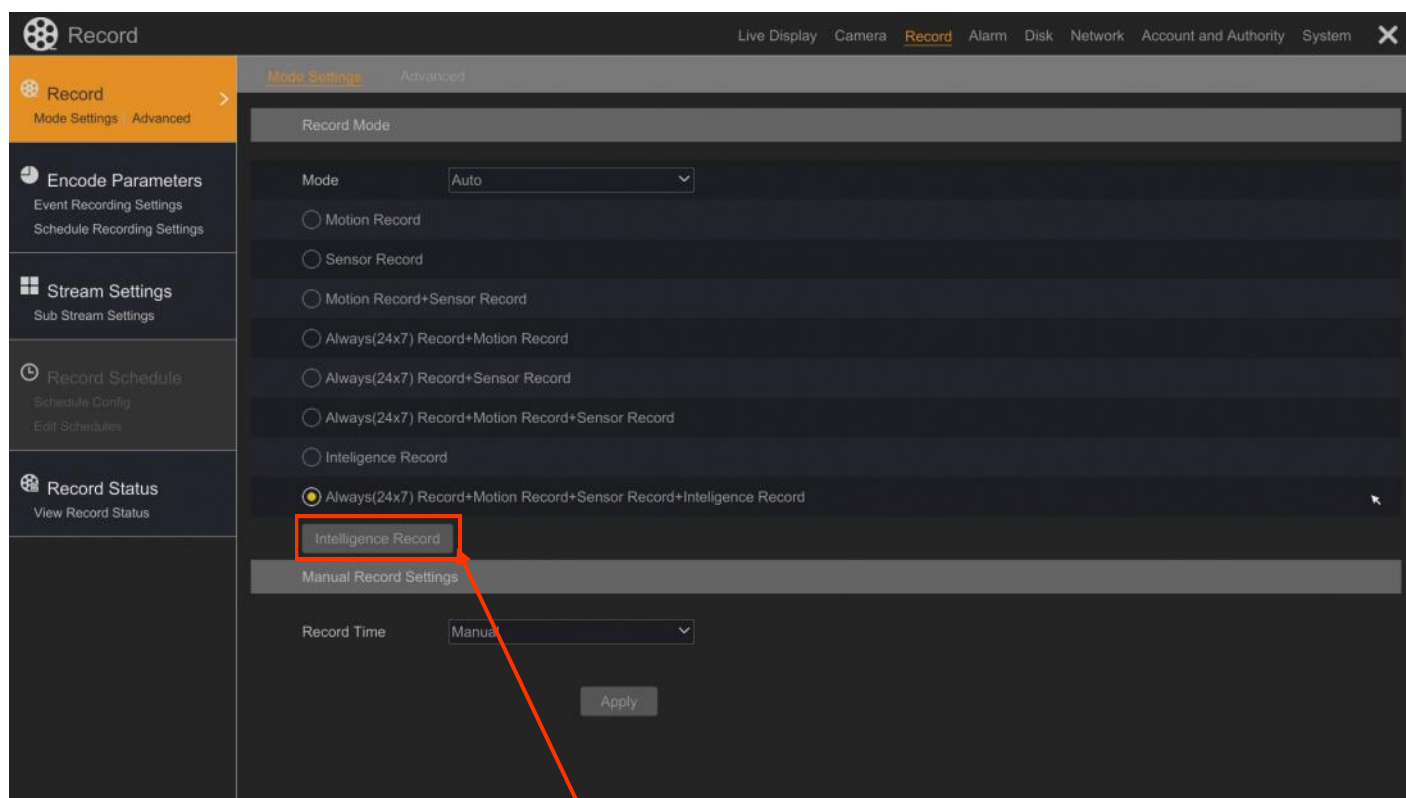 Record
Live Display Camera Record Alarm Disk Network Account and Authority System
Record
Mode Settings Advanced
Encode Parameters
Event Recording Settings
Schedule Recording Settings
Stream Settings
Sub Stream Settings
Record Schedule
Schedule Config
Edit Schedules
Record Status
View Record Status
Mode Settings Advanced
Record Mode
Mode Auto
Motion Record
Sensor Record
Motion Record+Sensor Record
Always(24x7) Record+Motion Record
Always(24x7) Record+Sensor Record
Always(24x7) Record+Motion Record+Sensor Record
Inteligence Record
Always(24x7) Record+Motion Record+Sensor Record+Inteligence Record
Intelligence Record
Manual Record Settings
Record Time Manual
Apply